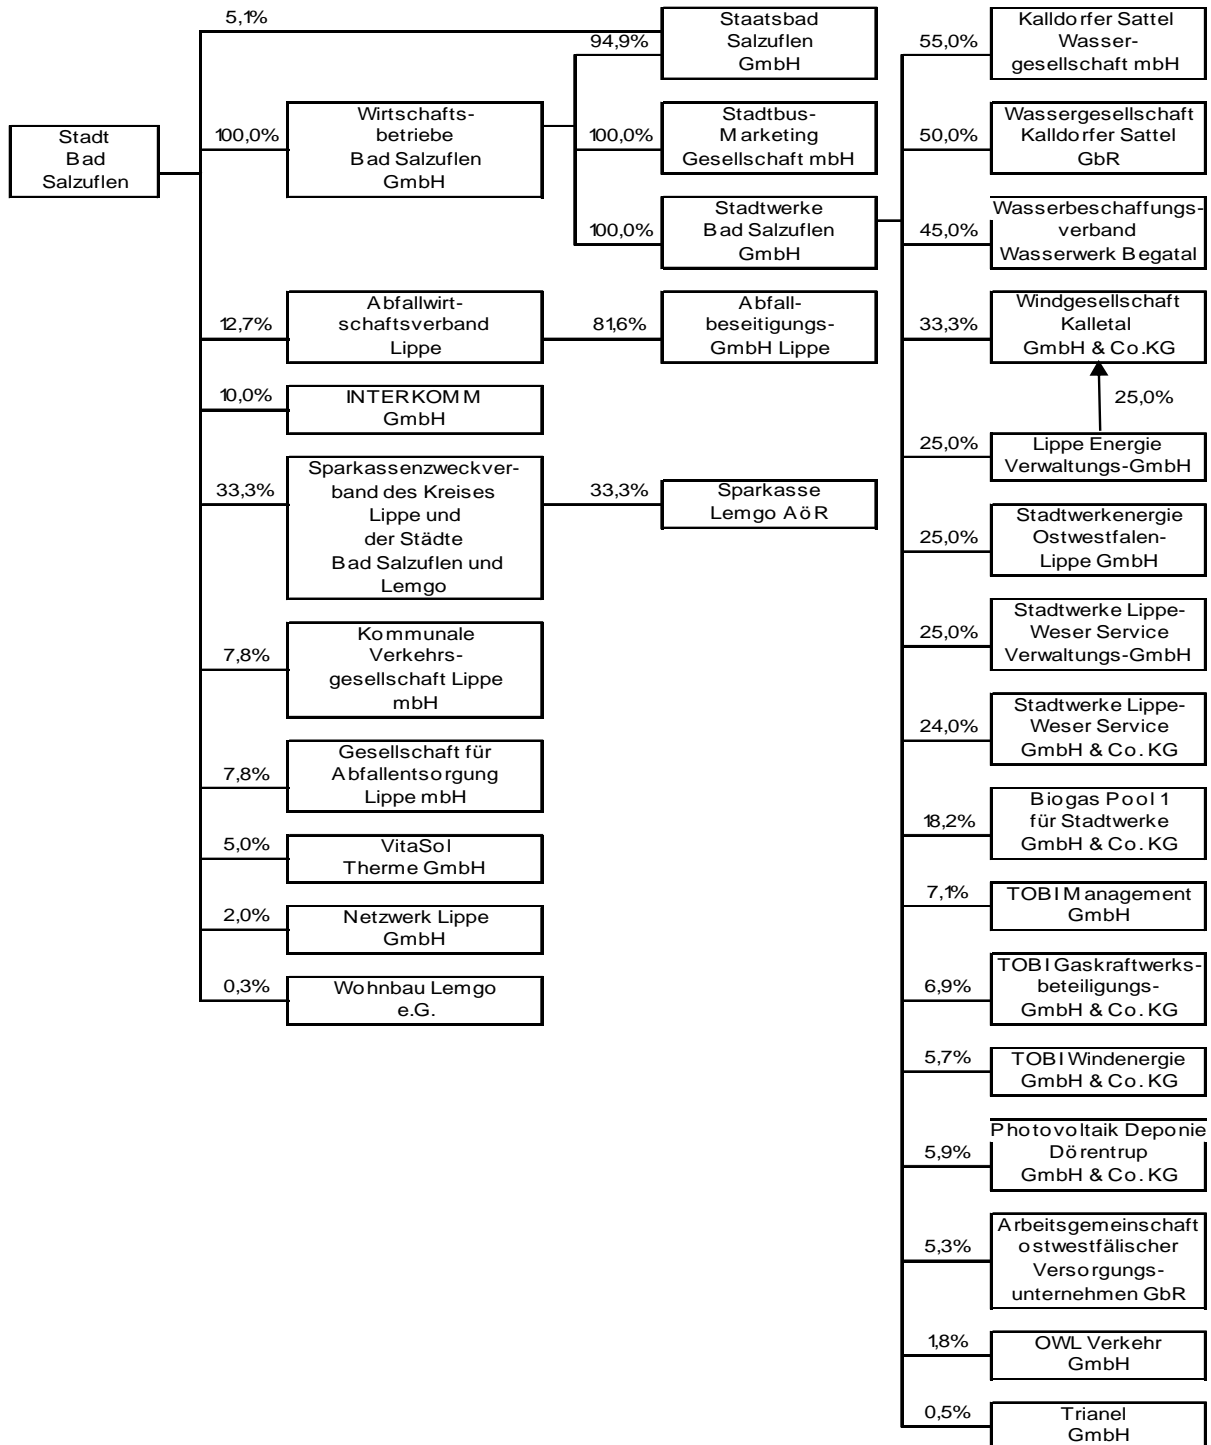 5,1%
Staatsbad
Salzuflen
GmbH
94,9%
Stadt
Bad
Salzuflen
100,0%
Wirtschafts-
betriebe
Bad Salzuflen
GmbH
100,0%
Stadtbus-
Marketing
Gesellschaft mbH
100,0%
Stadtwerke
Bad Salzuflen
GmbH
12,7%
Abfallwirt-
schaftsverband
Lippe
81,6%
Abfall-
beseitigungs-
GmbH Lippe
10,0%
INTERKOMM
GmbH
33,3%
Sparkassenzweckver-
band des Kreises
Lippe und
der Städte
Bad Salzuflen und
Lemgo
33,3%
Sparkasse
Lemgo AöR
7,8%
Kommunale
Verkehrs-
gesellschaft Lippe
mbH
7,8%
Gesellschaft für
Abfallentsorgung
Lippe mbH
5,0%
VitaSol
Therme GmbH
2,0%
Netzwerk Lippe
GmbH
0,3%
Wohnbau Lemgo
e.G.
55,0%
Kalldorfer Sattel
Wasser-
gesellschaft mbH
50,0%
Wassergesellschaft
Kalldorfer Sattel
GbR
45,0%
Wasserbeschaffungs-
verband
Wasserwerk Begatal
33,3%
Windgesellschaft
Kalletal
GmbH & Co.KG
25,0%
25,0%
Lippe Energie
Verwaltungs-GmbH
25,0%
Stadtwerkenergie
Ostwestfalen-
Lippe GmbH
25,0%
Stadtwerke Lippe-
Weser Service
Verwaltungs-GmbH
24,0%
Stadtwerke Lippe-
Weser Service
GmbH & Co. KG
18,2%
Biogas Pool 1
für Stadtwerke
GmbH & Co. KG
7,1%
TOBI Management
GmbH
6,9%
TOBI Gaskraftwerks-
beteiligungs-
GmbH & Co. KG
5,7%
TOBI Windenergie
GmbH & Co. KG
5,9%
Photovoltaik Deponie
Dörentrup
GmbH & Co. KG
5,3%
Arbeitsgemeinschaft
ostwestfälischer
Versorgungs-
unternehmen GbR
1,8%
OWL Verkehr
GmbH
0,5%
Trianel
GmbH